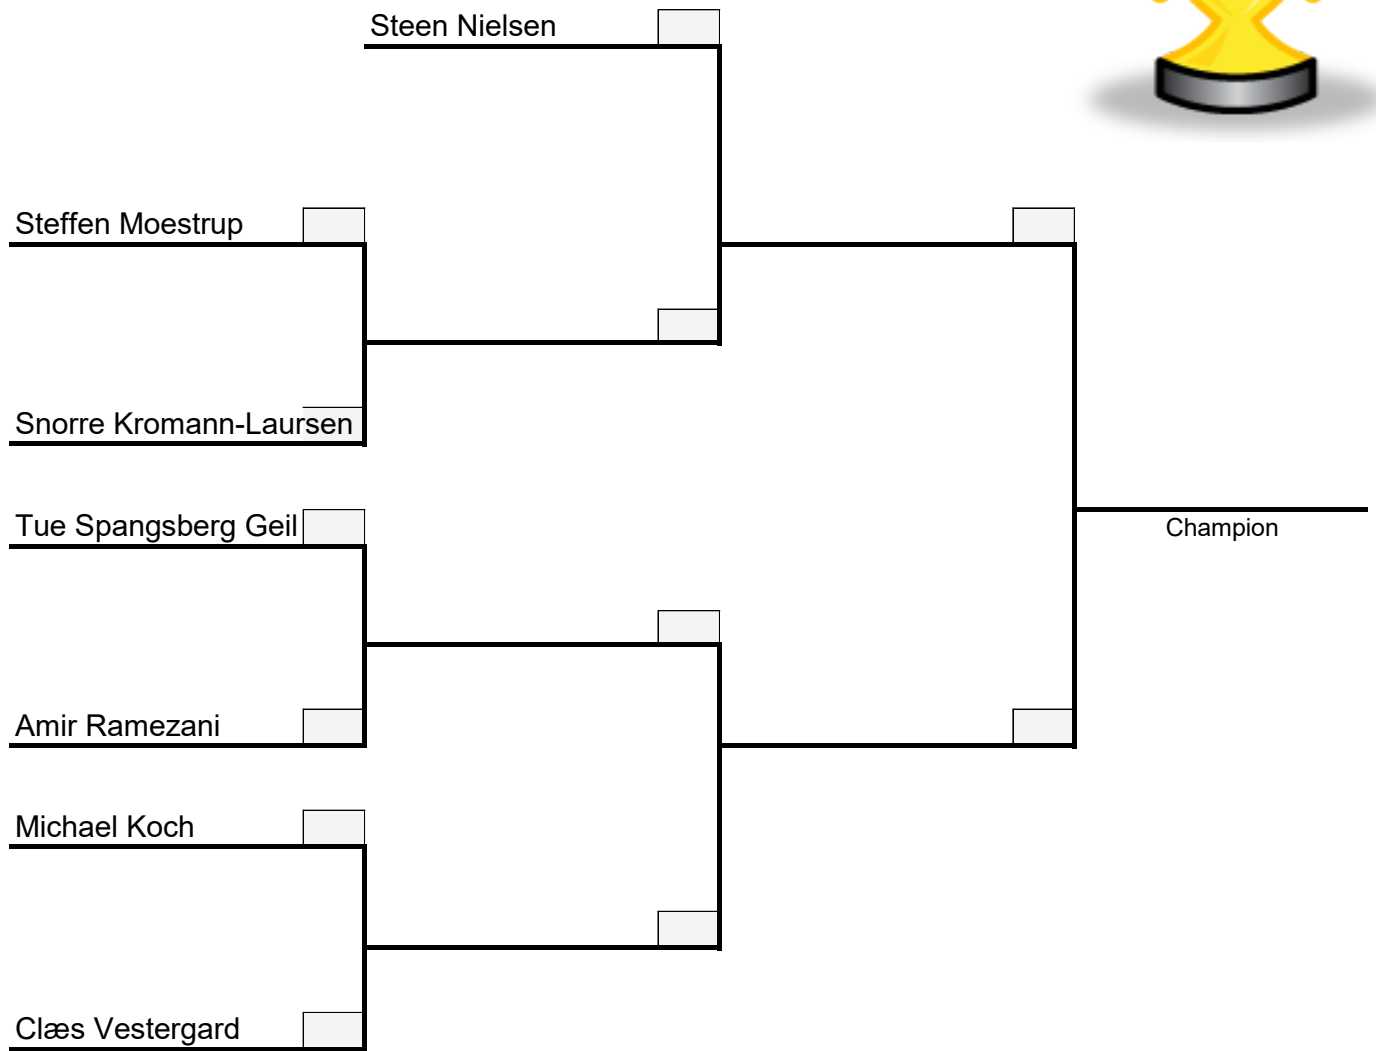 Steen Nielsen
Steffen Moestrup
Snorre Kromann-Laursen
Tue Spangsberg Geil
Champion
Amir Ramezani
Michael Koch
Clæs Vestergard